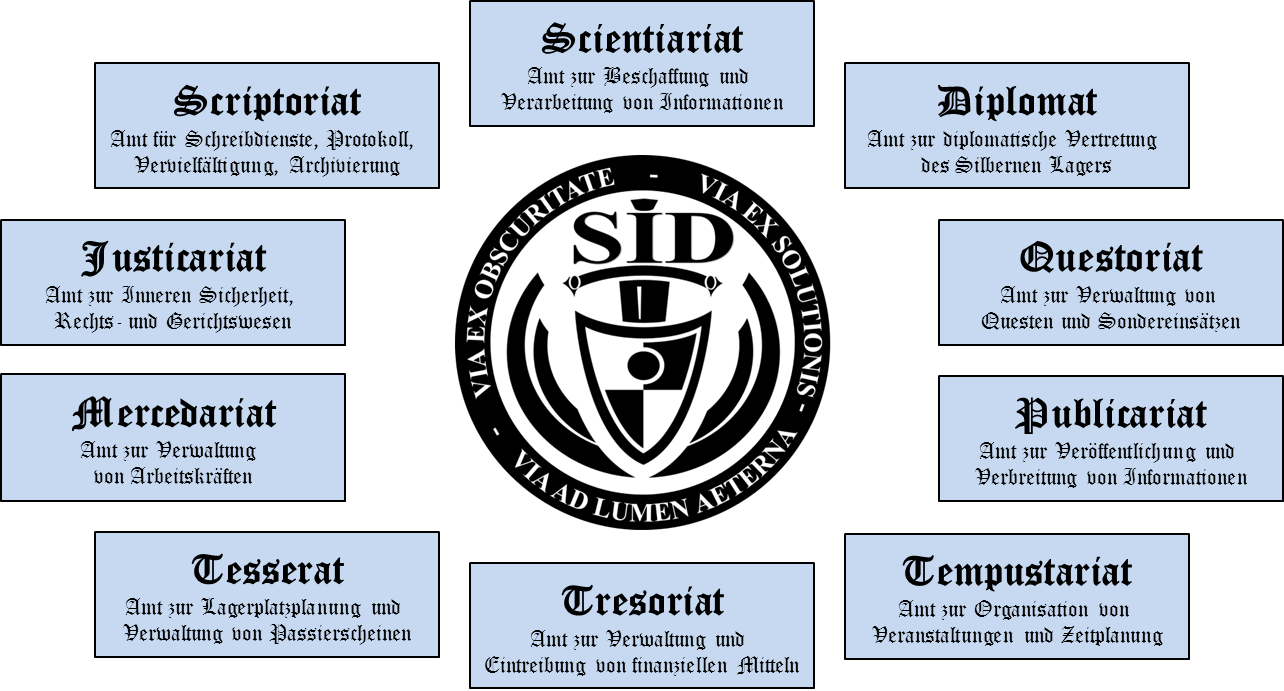 Scientiariat
Amt zur Beschaffung und
Verarbeitung von Informationen
Scriptoriat
Amt für Schreibdienste, Protokoll,
Vervielfältigung, Archivierung
Diplomat
Amt zur diplomatische Vertretung
des Silbernen Lagers
Justicariat
Amt zur Inneren Sicherheit,
Rechts- und Gerichtswesen
VIA EX OBSCURITATE - VIA EX SOLUTIONIS - VIA AD LUMEN AETERNA -
SID
Questoriat
Amt zur Verwaltung von
Questen und Sondereinsätzen
Mercedariat
Amt zur Verwaltung
von Arbeitskräften
Publicariat
Amt zur Veröffentlichung und
Verbreitung von Informationen
Tesserat
Amt zur Lagerplatzplanung und
Verwaltung von Passierscheinen
Tresoriat
Amt zur Verwaltung und
Eintreibung von finanziellen Mitteln
Tempustariat
Amt zur Organisation von
Veranstaltungen und Zeitplanung